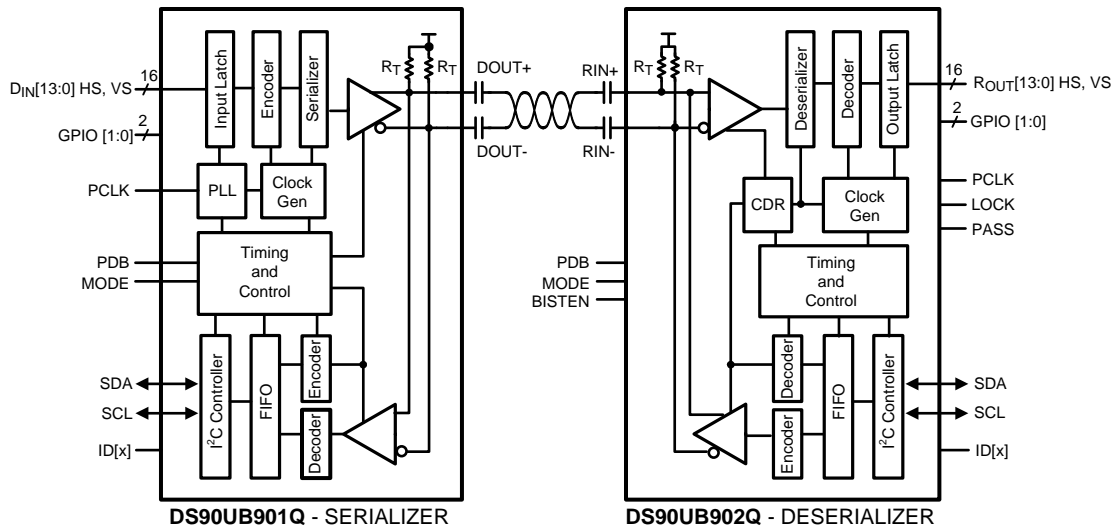 16
D_IN[13:0] HS, VS
2
GPIO [1:0]
PCLK
PDB
MODE
SDA
SCL
ID[x]
Input Latch
Encoder
Serializer
R_T
R_T
PLL
Clock
Gen
Timing
and
Control
I²C Controller
FIFO
Encoder
Decoder
DOUT+
DOUT-
RIN+
RIN-
PDB
MODE
BISTEN
R_T
R_T
Deserializer
Decoder
Output Latch
CDR
Clock
Gen
Timing
and
Control
Decoder
Encoder
FIFO
I²C Controller
16
R_OUT[13:0] HS, VS
2
GPIO [1:0]
PCLK
LOCK
PASS
SDA
SCL
ID[x]
DS90UB901Q - SERIALIZER
DS90UB902Q - DESERIALIZER